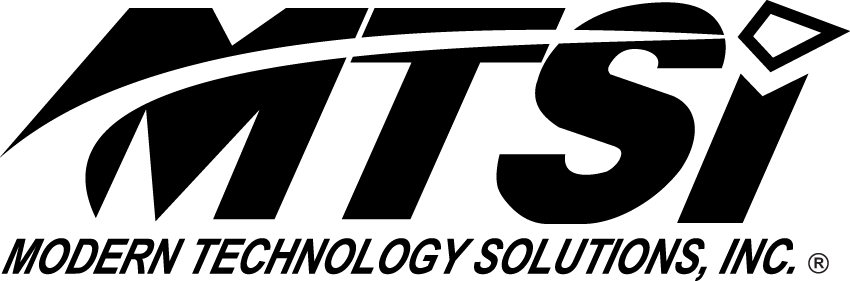 MTSi
MODERN TECHNOLOGY SOLUTIONS, INC. ®